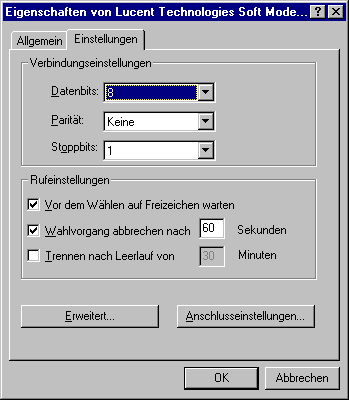 Eigenschaften von Lucent Technologies Soft Mode...
Allgemein Einstellungen
Verbindungseinstellungen
Datenbits: 8
Parität: Keine
Stoppbits: 1
Rufeinstellungen
Vor dem Wählen auf Freizeichen warten
Wahlvorgang abbrechen nach 60 Sekunden
Trennen nach Leerlauf von 30 Minuten
Erweitert... Anschlusseinstellungen...
OK Abbrechen